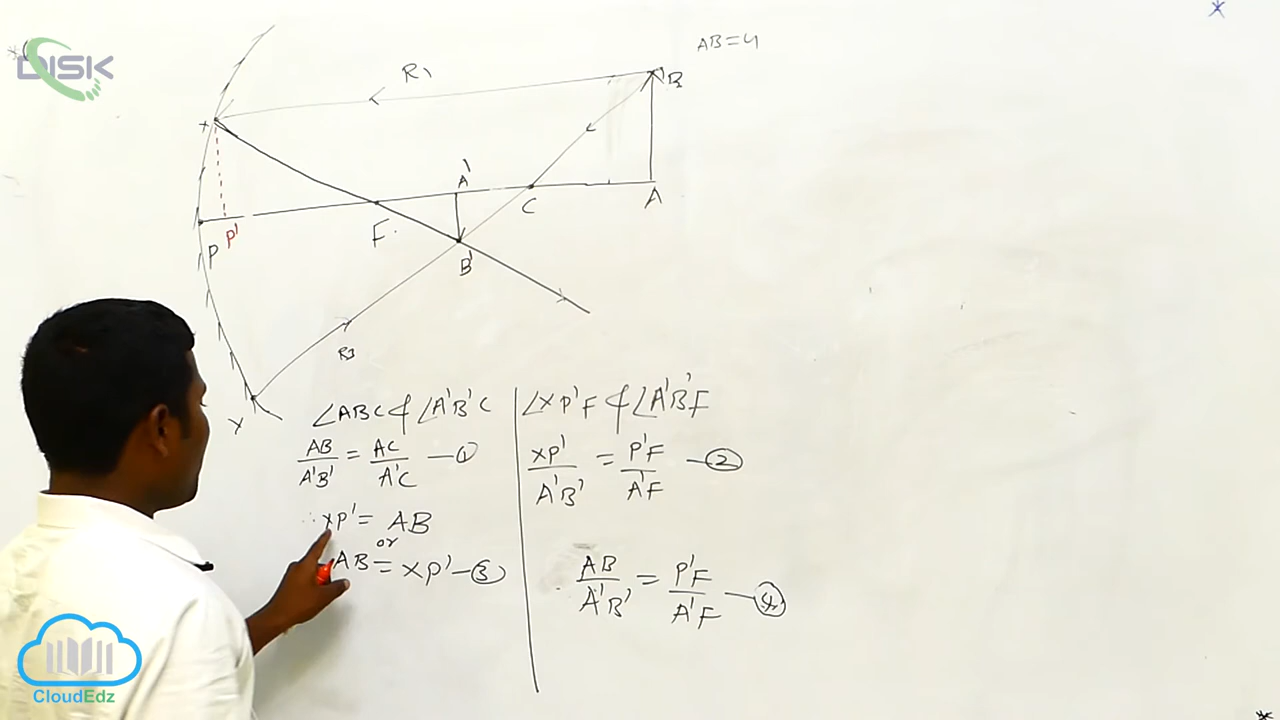 DISK
AB=4
R1
B
X
A'
C
A
P
P'
F
B'
R3
Y
∠ABC ⊄ ∠A'B'C
AB/A'B' = AC/A'C —①
∴ XP' = AB
or
AB = XP' —③
∠XP'F ⊄ ∠A'B'F
XP'/A'B' = P'F/A'F —②
AB/A'B' = P'F/A'F —④
CloudEdz